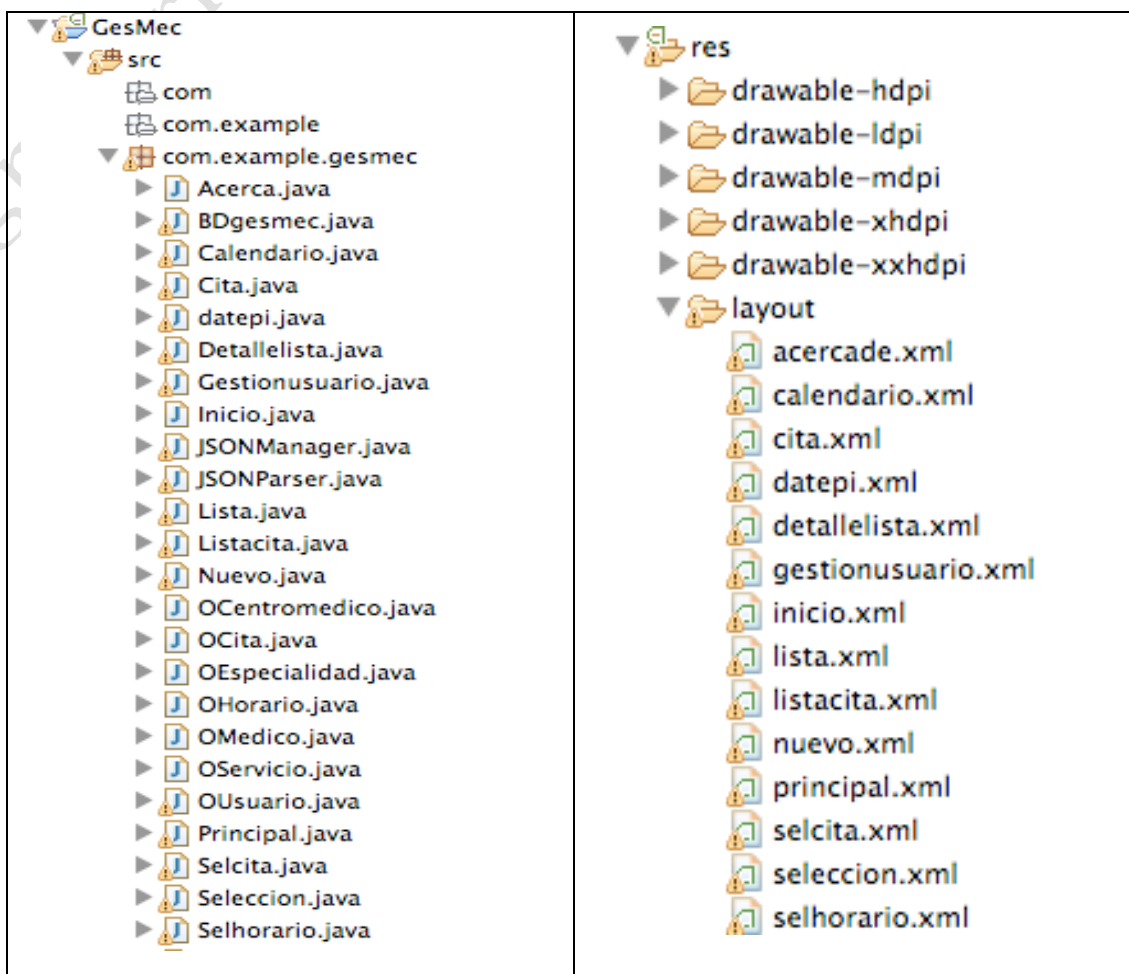 GesMec
src
com
com.example
com.example.gesmec
Acerca.java
BDgesmec.java
Calendario.java
Cita.java
datepi.java
Detallelista.java
Gestionusuario.java
Inicio.java
JSONManager.java
JSONParser.java
Lista.java
Listacita.java
Nuevo.java
OCentromedico.java
OCita.java
OEspecialidad.java
OHorario.java
OMedico.java
OServicio.java
OUsuario.java
Principal.java
Selcita.java
Seleccion.java
Selhorario.java
res
drawable-hdpi
drawable-ldpi
drawable-mdpi
drawable-xhdpi
drawable-xxhdpi
layout
acercade.xml
calendario.xml
cita.xml
datepi.xml
detallelista.xml
gestionusuario.xml
inicio.xml
lista.xml
listacita.xml
nuevo.xml
principal.xml
selcita.xml
seleccion.xml
selhorario.xml